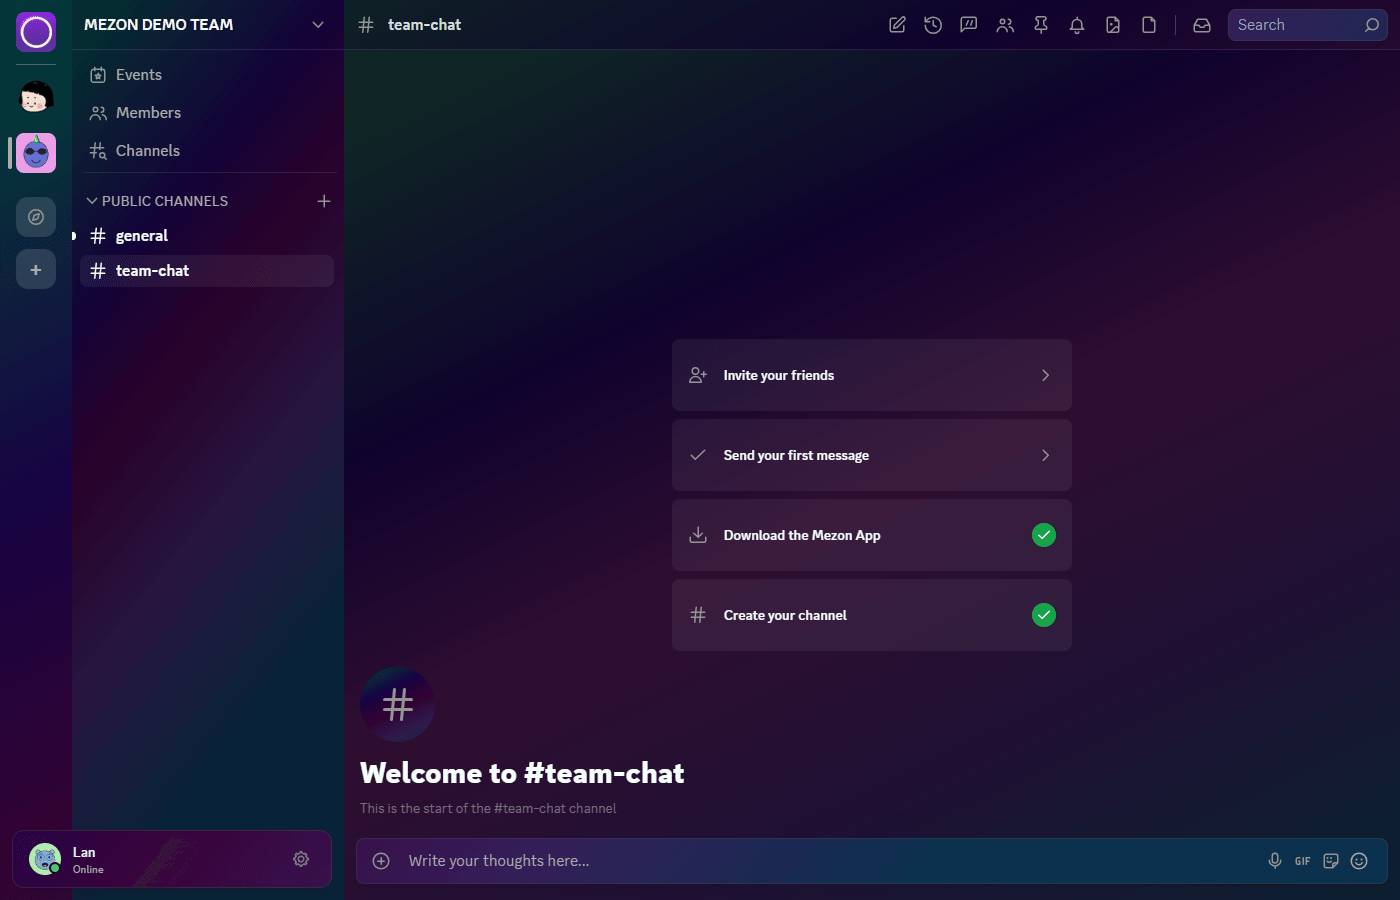 MEZON DEMO TEAM
team-chat
Search
Events
Members
Channels
PUBLIC CHANNELS
general
team-chat
Invite your friends
Send your first message
Download the Mezon App
Create your channel
Welcome to #team-chat
This is the start of the #team-chat channel
Lan
Online
Write your thoughts here...
GIF